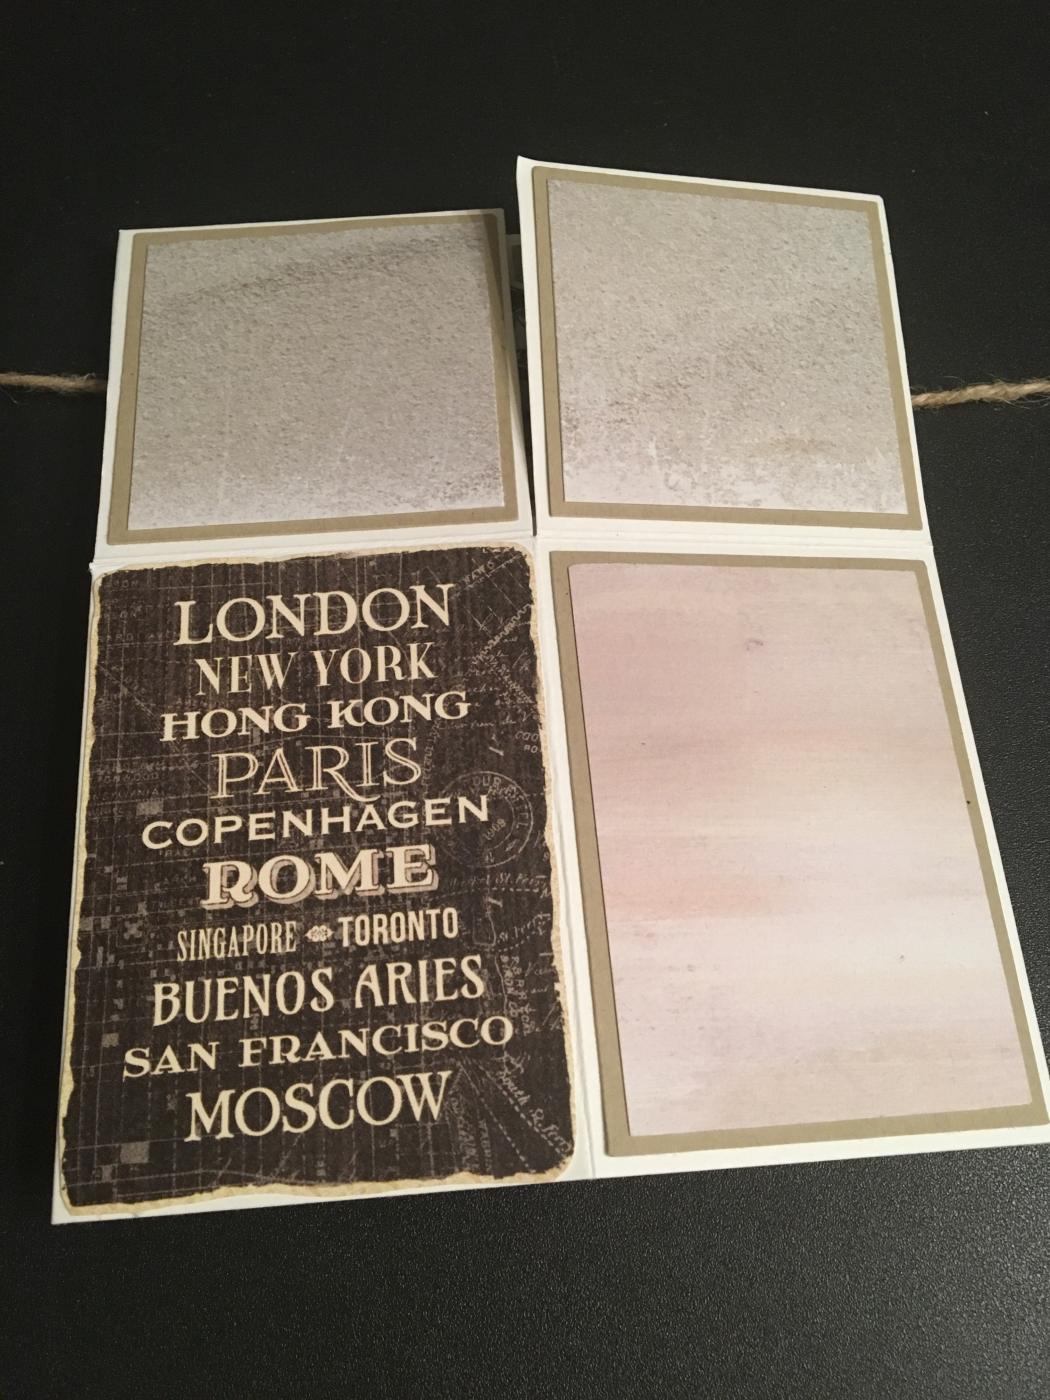 LONDON
NEW YORK
HONG KONG
PARIS
COPENHAGEN
ROME
SINGAPORE TORONTO
BUENOS ARIES
SAN FRANCISCO
MOSCOW